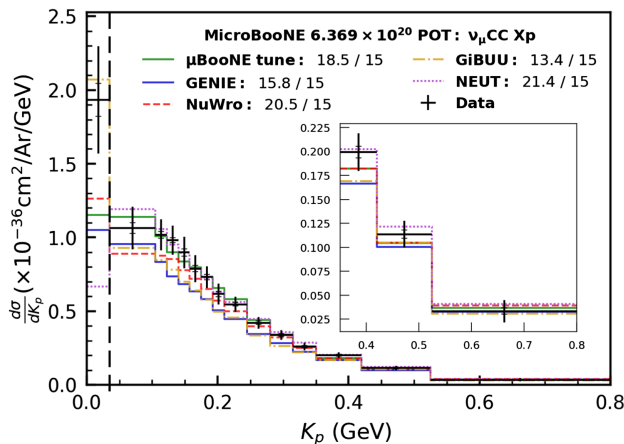 MicroBooNE 6.369 × 10²⁰ POT: νμCC Xp
μBooNE tune: 18.5 / 15
GENIE: 15.8 / 15
NuWro: 20.5 / 15
GiBUU: 13.4 / 15
NEUT: 21.4 / 15
Data
2.5
2.0
1.5
1.0
0.5
0.0
dσ/dKₚ (×10⁻³⁶cm²/Ar/GeV)
0.225
0.200
0.175
0.150
0.125
0.100
0.075
0.050
0.025
0.4 0.5 0.6 0.7 0.8
0.0 0.2 0.4 0.6 0.8
Kₚ (GeV)